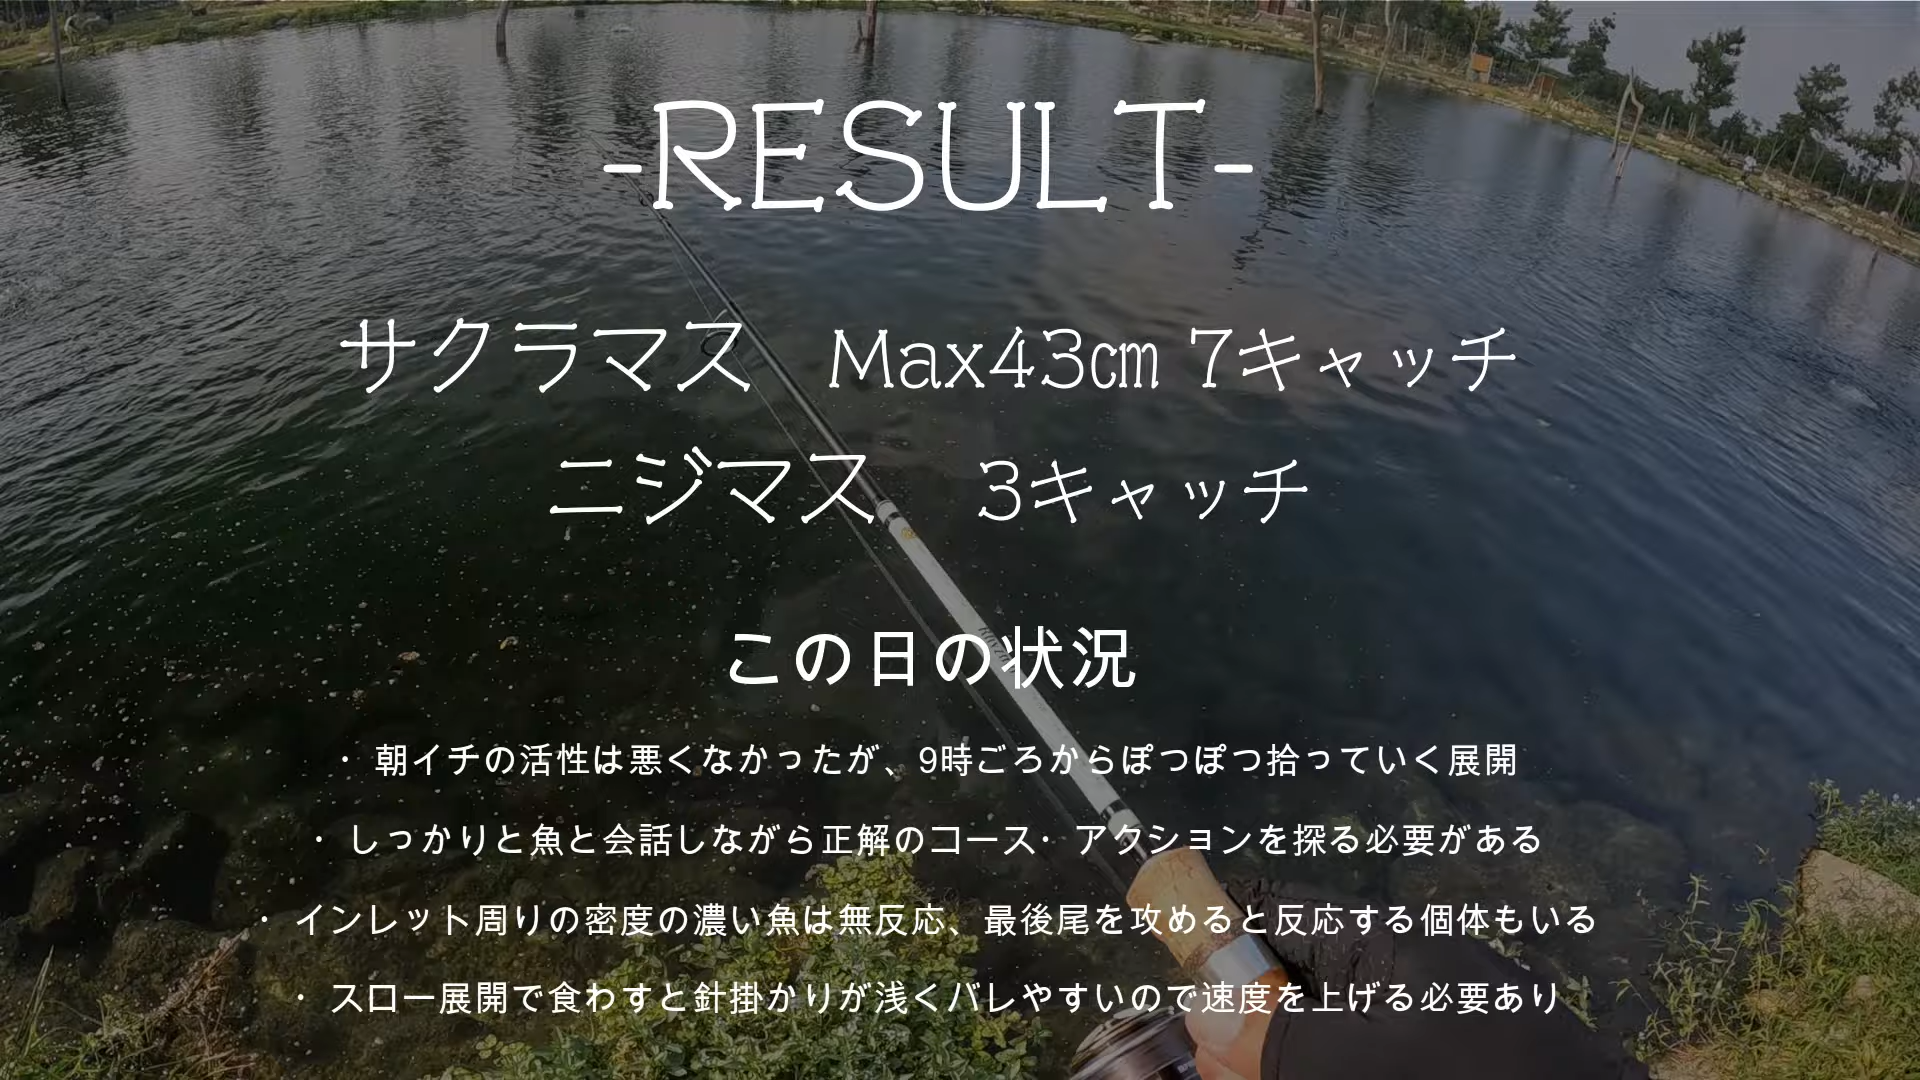 -RESULT-
サクラマス　Max43㎝ 7キャッチ
ニジマス　3キャッチ
この日の状況
・ 朝イチの活性は悪くなかったが、9時ごろからぽつぽつ拾っていく展開
・ しっかりと魚と会話しながら正解のコース・アクションを探る必要がある
・ インレット周りの密度の濃い魚は無反応、最後尾を攻めると反応する個体もいる
・ スロー展開で食わすと針掛かりが浅くバレやすいので速度を上げる必要あり